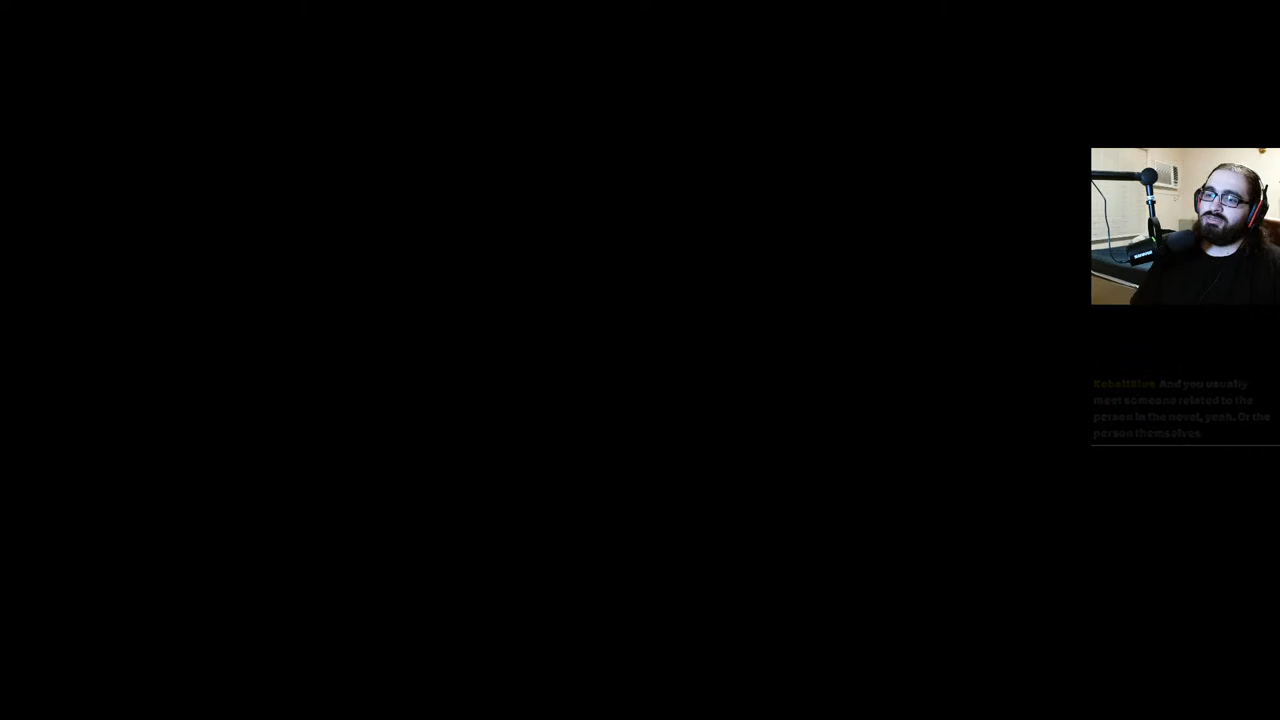 KobaltBlue And you usually
meet someone related to the
person in the novel, yeah. Or the
person themselves